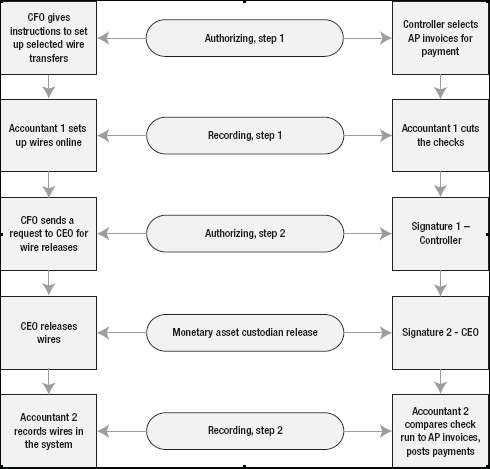 CFO gives
instructions to set
up selected wire
transfers
Authorizing, step 1
Controller selects
AP invoices for
payment
Accountant 1 sets
up wires online
Recording, step 1
Accountant 1 cuts
the checks
CFO sends a
request to CEO for
wire releases
Authorizing, step 2
Signature 1 –
Controller
CEO releases
wires
Monetary asset custodian release
Signature 2 - CEO
Accountant 2
records wires in
the system
Recording, step 2
Accountant 2
compares check
run to AP invoices,
posts payments